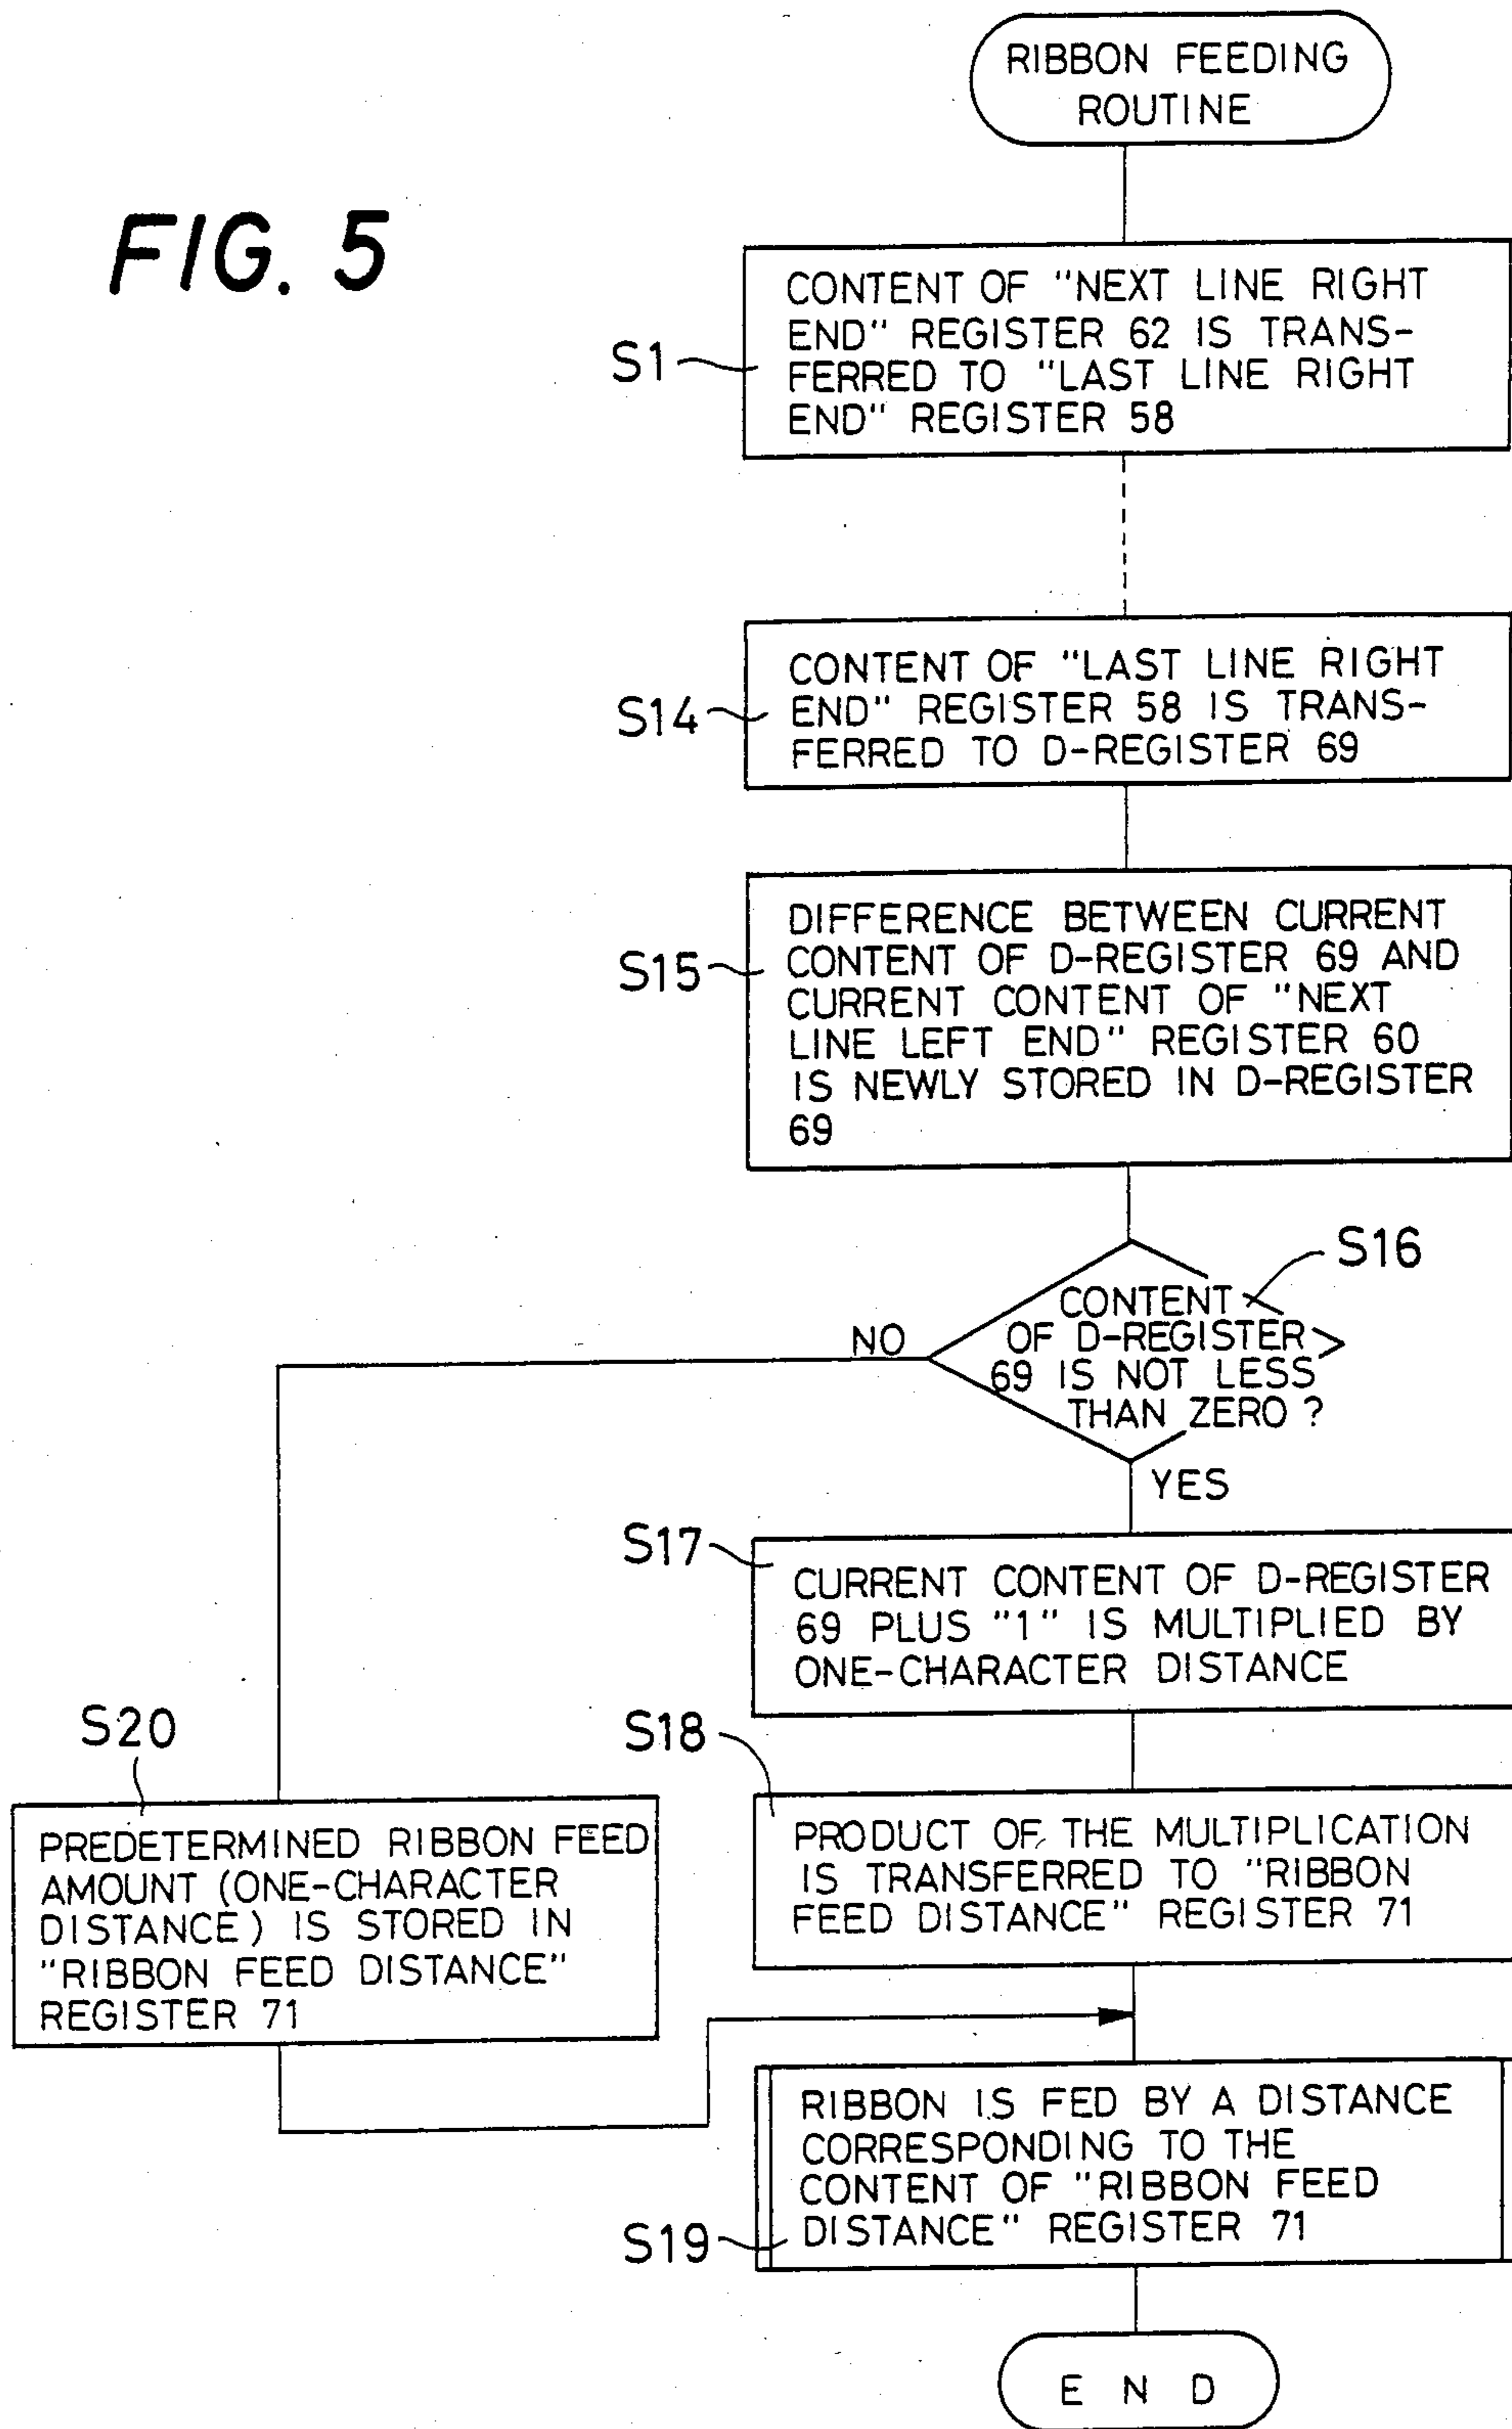 RIBBON FEEDING
ROUTINE
FIG. 5
S1
CONTENT OF "NEXT LINE RIGHT
END" REGISTER 62 IS TRANS-
FERRED TO "LAST LINE RIGHT
END" REGISTER 58
S14
CONTENT OF "LAST LINE RIGHT
END" REGISTER 58 IS TRANS-
FERRED TO D-REGISTER 69
S15
DIFFERENCE BETWEEN CURRENT
CONTENT OF D-REGISTER 69 AND
CURRENT CONTENT OF "NEXT
LINE LEFT END" REGISTER 60
IS NEWLY STORED IN D-REGISTER
69
S16
CONTENT
OF D-REGISTER
69 IS NOT LESS
THAN ZERO ?
NO
YES
S17
CURRENT CONTENT OF D-REGISTER
69 PLUS "1" IS MULTIPLIED BY
ONE-CHARACTER DISTANCE
S18
PRODUCT OF THE MULTIPLICATION
IS TRANSFERRED TO "RIBBON
FEED DISTANCE" REGISTER 71
S20
PREDETERMINED RIBBON FEED
AMOUNT (ONE-CHARACTER
DISTANCE) IS STORED IN
"RIBBON FEED DISTANCE"
REGISTER 71
S19
RIBBON IS FED BY A DISTANCE
CORRESPONDING TO THE
CONTENT OF "RIBBON FEED
DISTANCE" REGISTER 71
END